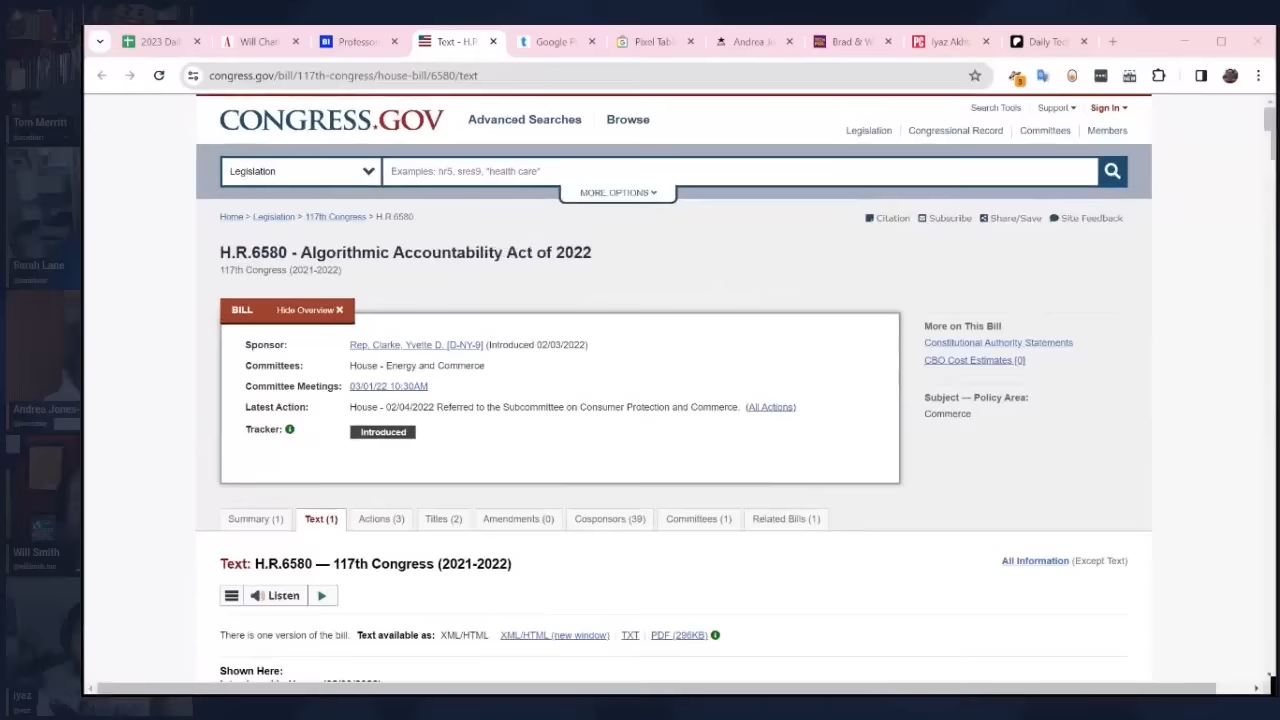 2023 Dai
Will Cha
Professo
Text - H.R
Google P
Pixel Tabl
Andrea J
Brad & W
Iyaz Akh
Daily Tec
congress.gov/bill/117th-congress/house-bill/6580/text
CONGRESS.GOV
Advanced Searches
Browse
Search Tools
Support
Sign In
Legislation
Congressional Record
Committees
Members
Legislation
Examples: hr5, sres9, "health care"
MORE OPTIONS
Home > Legislation > 117th Congress > H.R.6580
Citation
Subscribe
Share/Save
Site Feedback
H.R.6580 - Algorithmic Accountability Act of 2022
117th Congress (2021-2022)
BILL
Hide Overview ✖
Sponsor: Rep. Clarke, Yvette D. [D-NY-9] (Introduced 02/03/2022)
Committees: House - Energy and Commerce
Committee Meetings: 03/01/22 10:30AM
Latest Action: House - 02/04/2022 Referred to the Subcommittee on Consumer Protection and Commerce. (All Actions)
Tracker: Introduced
More on This Bill
Constitutional Authority Statements
CBO Cost Estimates [0]
Subject — Policy Area:
Commerce
Summary (1)
Text (1)
Actions (3)
Titles (2)
Amendments (0)
Cosponsors (39)
Committees (1)
Related Bills (1)
Text: H.R.6580 — 117th Congress (2021-2022)
All Information (Except Text)
Listen
There is one version of the bill. Text available as: XML/HTML XML/HTML (new window) TXT PDF (296KB)
Shown Here:
Tom Merritt
Sarah Lane
Andrea Jones-
Will Smith
iyaz